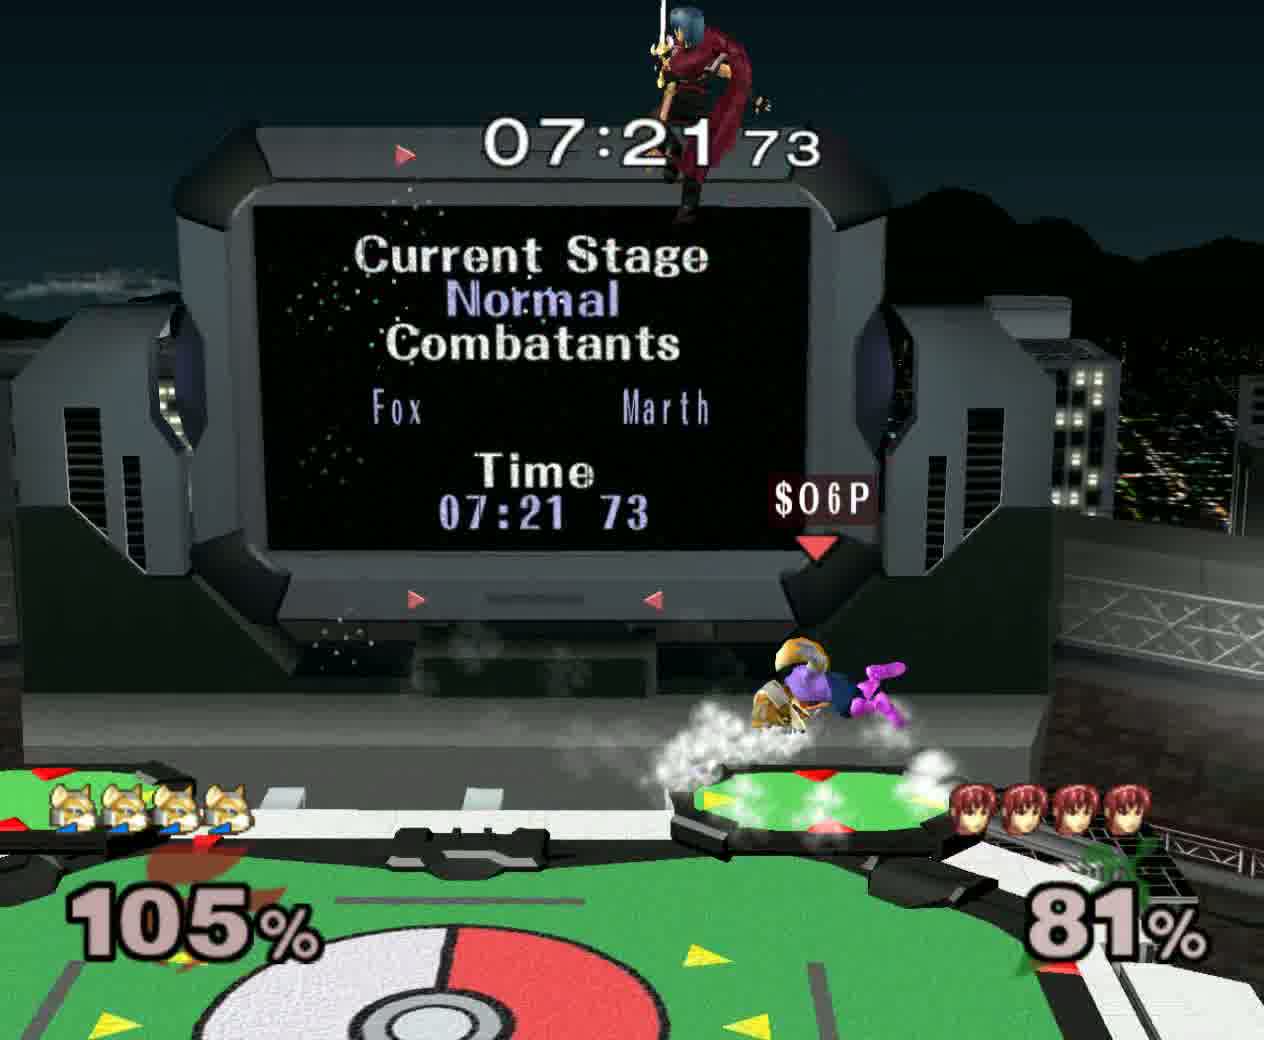 07:21 73
Current Stage
Normal
Combatants
Fox Marth
Time
07:21 73
$06P
105%
81%